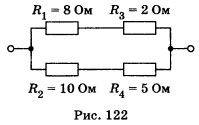 R₁ = 8 Ом R₃ = 2 Ом
R₂ = 10 Ом R₄ = 5 Ом
Рис. 122